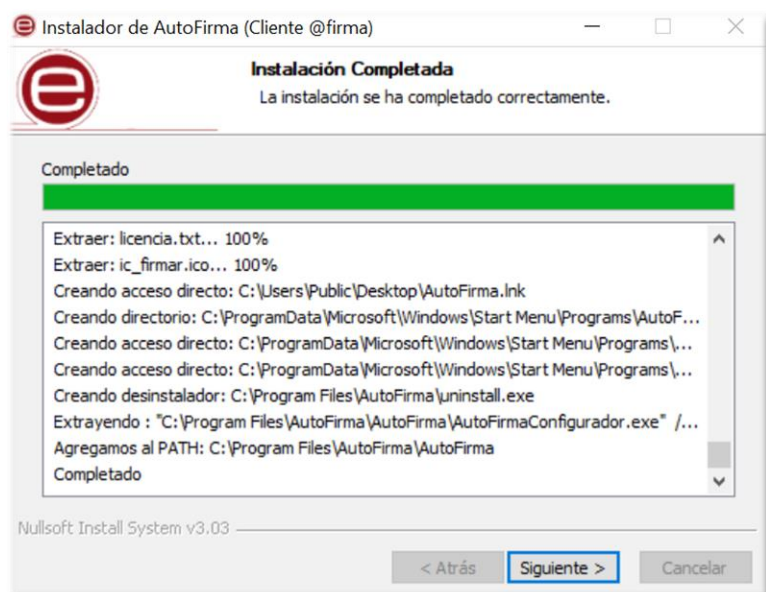 Instalador de AutoFirma (Cliente @firma)
Instalación Completada
La instalación se ha completado correctamente.
Completado
Extraer: licencia.txt... 100%
Extraer: ic_firmar.ico... 100%
Creando acceso directo: C:\Users\Public\Desktop\AutoFirma.lnk
Creando directorio: C:\ProgramData\Microsoft\Windows\Start Menu\Programs\AutoF...
Creando acceso directo: C:\ProgramData\Microsoft\Windows\Start Menu\Programs\...
Creando acceso directo: C:\ProgramData\Microsoft\Windows\Start Menu\Programs\...
Creando desinstalador: C:\Program Files\AutoFirma\uninstall.exe
Extrayendo : "C:\Program Files\AutoFirma\AutoFirma\AutoFirmaConfigurador.exe" /...
Agregamos al PATH: C:\Program Files\AutoFirma\AutoFirma
Completado
Nullsoft Install System v3.03
< Atrás Siguiente > Cancelar